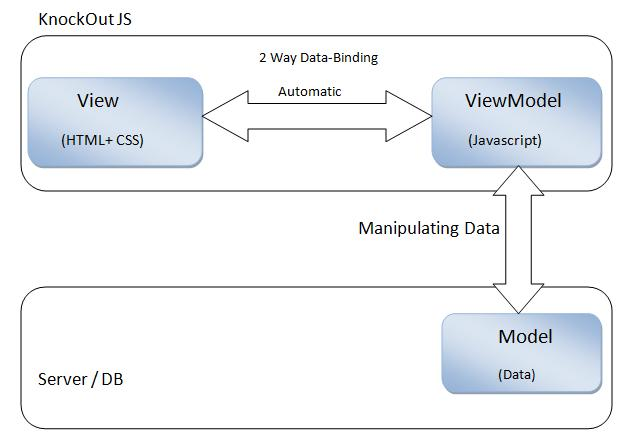 KnockOut JS
2 Way Data-Binding
Automatic
View
(HTML+ CSS)
ViewModel
(Javascript)
Manipulating Data
Model
(Data)
Server / DB